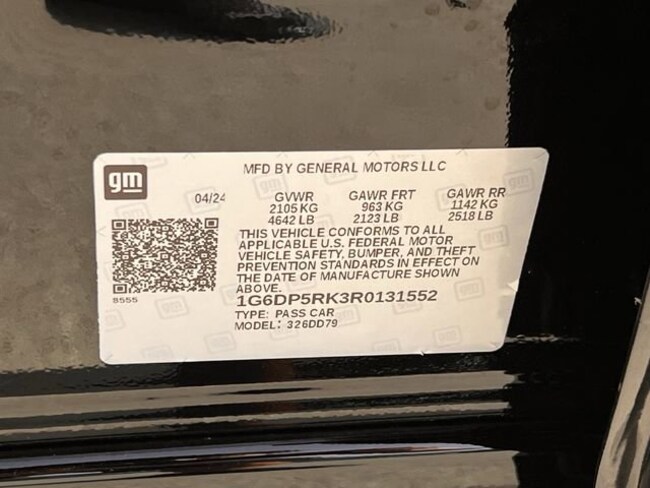 gm
MFD BY GENERAL MOTORS LLC
04/24 GVWR GAWR FRT GAWR RR
2105 KG 963 KG 1142 KG
4642 LB 2123 LB 2518 LB
THIS VEHICLE CONFORMS TO ALL
APPLICABLE U.S. FEDERAL MOTOR
VEHICLE SAFETY, BUMPER, AND THEFT
PREVENTION STANDARDS IN EFFECT ON
THE DATE OF MANUFACTURE SHOWN
ABOVE.
8555
1G6DP5RK3R0131552
TYPE: PASS CAR
MODEL: 326DD79